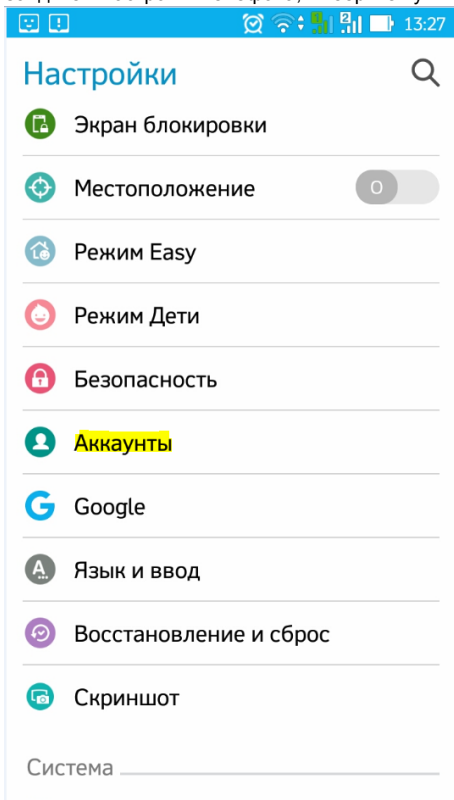 13:27
Настройки
Экран блокировки
Местоположение
Режим Easy
Режим Дети
Безопасность
Аккаунты
Google
Язык и ввод
Восстановление и сброс
Скриншот
Система